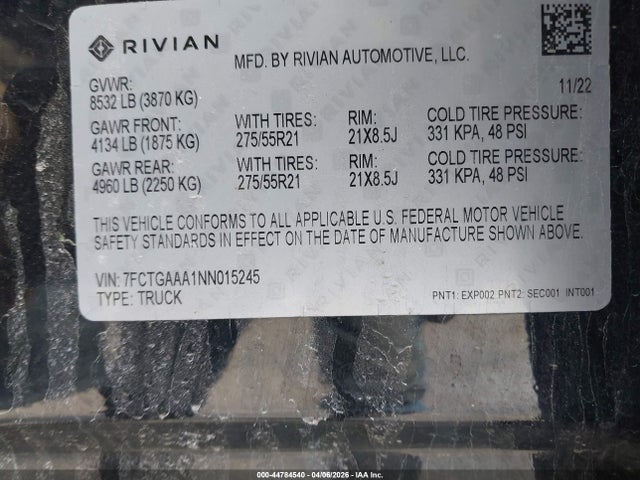 RIVIAN
MFD. BY RIVIAN AUTOMOTIVE, LLC.
GVWR:
8532 LB (3870 KG)
11/22
GAWR FRONT: WITH TIRES: RIM: COLD TIRE PRESSURE:
4134 LB (1875 KG) 275/55R21 21X8.5J 331 KPA, 48 PSI
GAWR REAR: WITH TIRES: RIM: COLD TIRE PRESSURE:
4960 LB (2250 KG) 275/55R21 21X8.5J 331 KPA, 48 PSI
THIS VEHICLE CONFORMS TO ALL APPLICABLE U.S. FEDERAL MOTOR VEHICLE
SAFETY STANDARDS IN EFFECT ON THE DATE OF MANUFACTURE SHOWN ABOVE.
VIN: 7FCTGAAA1NN015245
TYPE: TRUCK
PNT1: EXP002 PNT2: SEC001 INT001
000-44784540 - 04/06/2026 - IAA Inc.